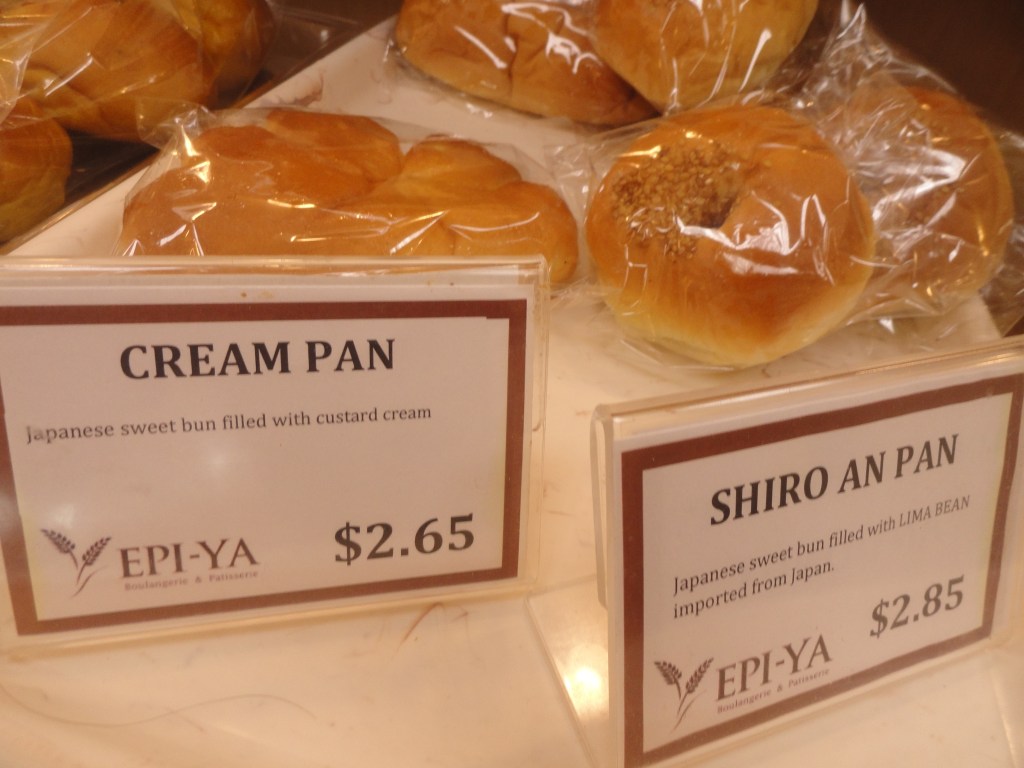 CREAM PAN
Japanese sweet bun filled with custard cream
$2.65
EPI-YA
Boulangerie & Patisserie
SHIRO AN PAN
Japanese sweet bun filled with LIMA BEAN
imported from Japan.
$2.85
EPI-YA
Boulangerie & Patisserie